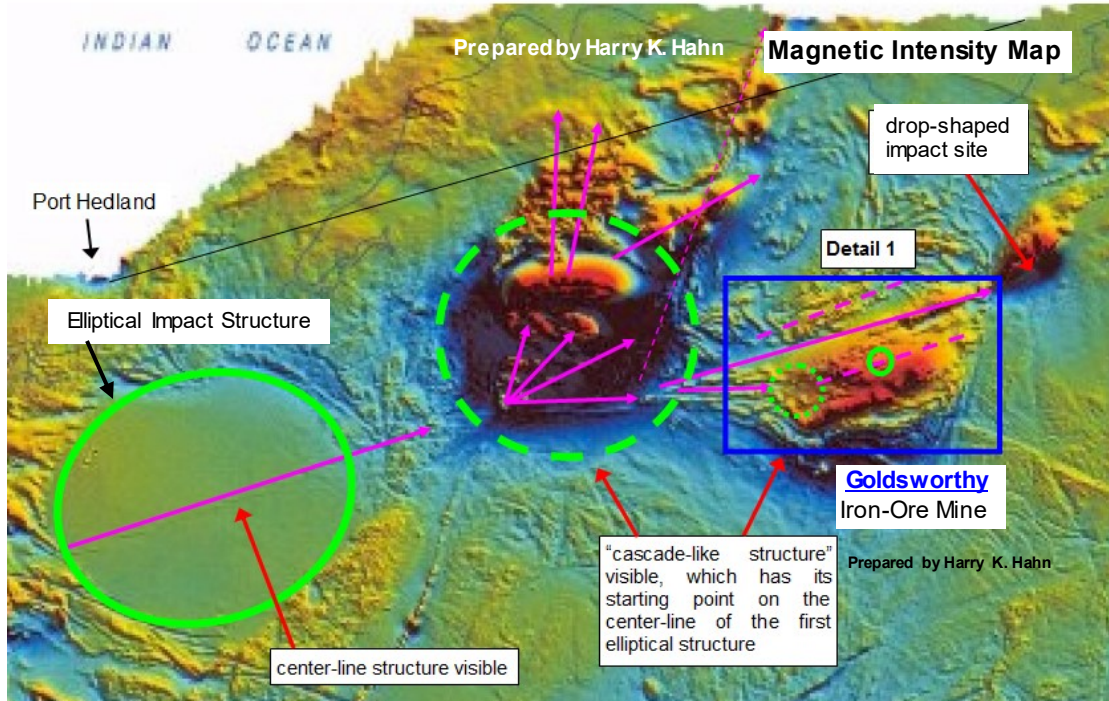 INDIAN OCEAN
Prepared by Harry K. Hahn
Magnetic Intensity Map
drop-shaped
impact site
Port Hedland
Detail 1
Elliptical Impact Structure
Goldsworthy
Iron-Ore Mine
"cascade-like structure"
visible, which has its
starting point on the
center-line of the first
elliptical structure
Prepared by Harry K. Hahn
center-line structure visible